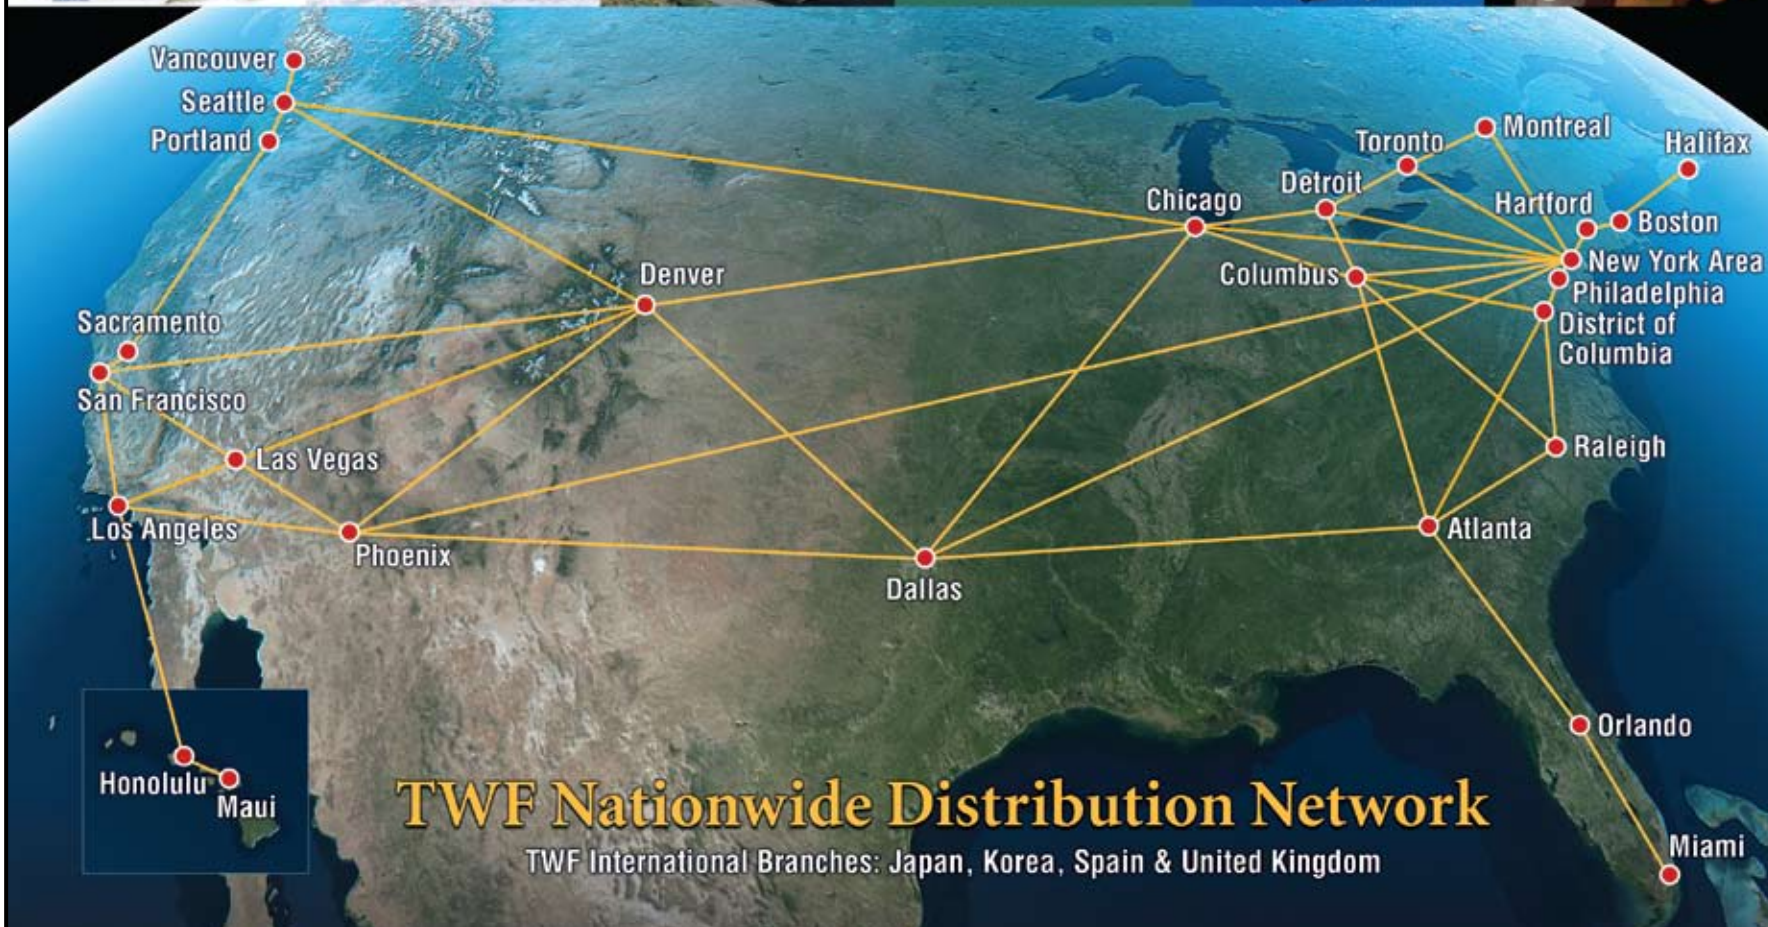 Vancouver
Seattle
Portland
Montreal
Toronto
Halifax
Detroit
Chicago
Hartford
Boston
Columbus
New York Area
Denver
Philadelphia
District of
Columbia
Sacramento
San Francisco
Las Vegas
Raleigh
Los Angeles
Atlanta
Phoenix
Dallas
Orlando
Honolulu
Maui
TWF Nationwide Distribution Network
Miami
TWF International Branches: Japan, Korea, Spain & United Kingdom